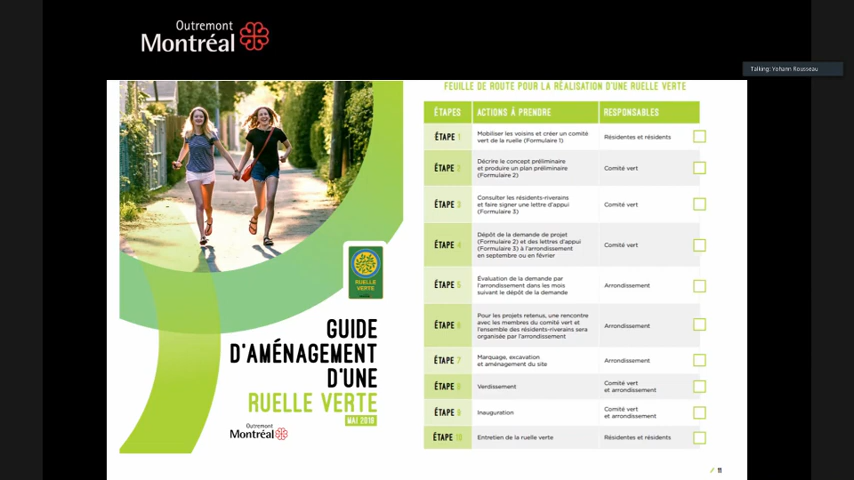 Outremont
Montréal
Talking: Yohann Rousseau
RUELLE
VERTE
GUIDE
D'AMÉNAGEMENT
D'UNE
RUELLE VERTE
MAI 2019
Outremont
Montréal
FEUILLE DE ROUTE POUR LA RÉALISATION D'UNE RUELLE VERTE
ÉTAPES ACTIONS À PRENDRE RESPONSABLES
ÉTAPE 1 Mobiliser les voisins et créer un comité
vert de la ruelle (Formulaire 1)
Résidentes et résidents
ÉTAPE 2 Décrire le concept préliminaire
et produire un plan préliminaire
(Formulaire 2)
Comité vert
ÉTAPE 3 Consulter les résidents-riverains
et faire signer une lettre d'appui
(Formulaire 3)
Comité vert
ÉTAPE 4 Dépôt de la demande de projet
(Formulaire 2) et des lettres d'appui
(Formulaire 3) à l'arrondissement
en septembre ou en février
Comité vert
ÉTAPE 5 Évaluation de la demande par
l'arrondissement dans les mois
suivant le dépôt de la demande
Arrondissement
ÉTAPE 6 Pour les projets retenus, une rencontre
avec les membres du comité vert et
l'ensemble des résidents-riverains sera
organisée par l'arrondissement
Arrondissement
ÉTAPE 7 Marquage, excavation
et aménagement du site
Arrondissement
ÉTAPE 8 Verdissement
Comité vert
et arrondissement
ÉTAPE 9 Inauguration
Comité vert
et arrondissement
ÉTAPE 10 Entretien de la ruelle verte
Résidentes et résidents
/ 11